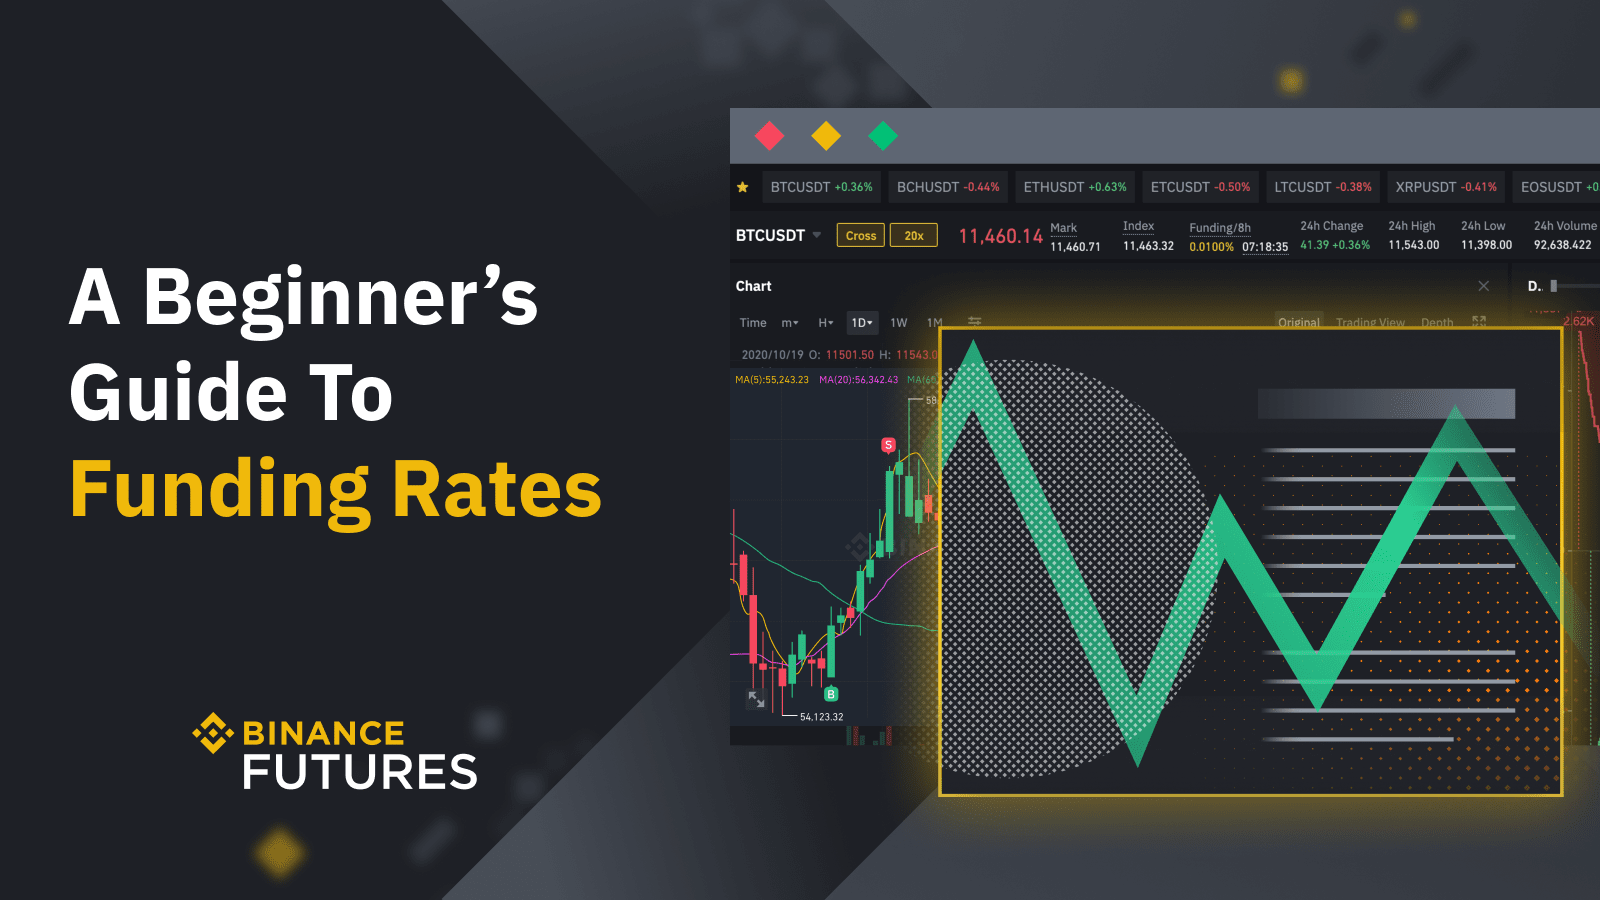 A Beginner's
Guide To
Funding Rates
BINANCE
FUTURES
BTCUSDT +0.36% BCHUSDT -0.44% ETHUSDT +0.63% ETCUSDT -0.50% LTCUSDT -0.38% XRPUSDT -0.41% EOSUSDT
BTCUSDT Cross 20x 11,460.14 Mark Index Funding/8h 24h Change 24h High 24h Low 24h Volume
11,460.71 11,463.32 0.0100% 07:18:35 41.39 +0.36% 11,543.00 11,398.00 92,638.422
Chart D..
Time m H 1D 1W 1M Original Trading View Depth
2.62K
2020/10/19 O: 11501.50 H: 11543.0
MA(5):55,243.23 MA(20):56,342.43 MA(60
58
S
B
54,123.32